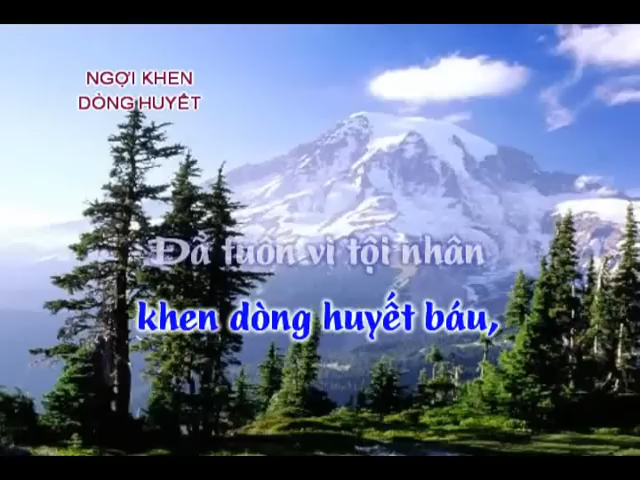 NGỢI KHEN
DÒNG HUYẾT
Đã tuôn vì tội nhân
khen dòng huyết báu,